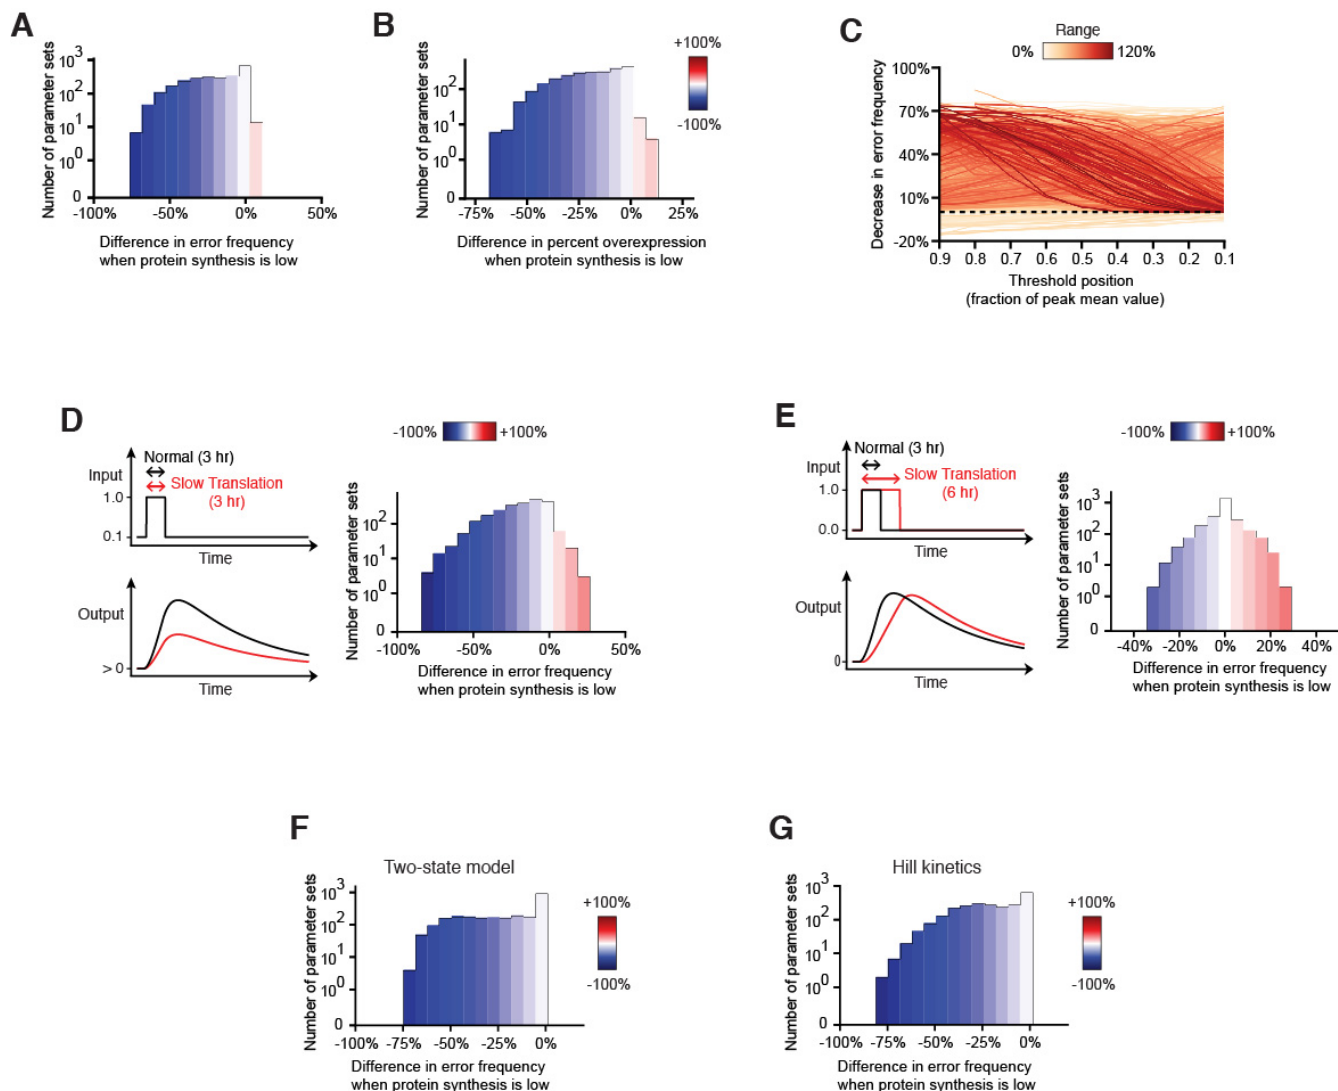 A
Number of parameter sets
10^3
10^2
10^1
10^0
0
-100%
-50%
0%
50%
Difference in error frequency
when protein synthesis is low
B
Number of parameter sets
10^2
10^1
10^0
0
-75%
-50%
-25%
0%
25%
Difference in percent overexpression
when protein synthesis is low
+100%
-100%
C
Range
0%
120%
Decrease in error frequency
100%
70%
40%
10%
-20%
0.9
0.8
0.7
0.6
0.5
0.4
0.3
0.2
0.1
Threshold position
(fraction of peak mean value)
D
Normal (3 hr)
Input
Slow Translation
(3 hr)
1.0
0.1
Time
Output
> 0
Time
-100%
+100%
Number of parameter sets
10^2
10^1
10^0
0
-100%
-50%
0%
50%
Difference in error frequency
when protein synthesis is low
E
Normal (3 hr)
Input
Slow Translation
(6 hr)
1.0
0.0
Time
Output
0
Time
-100%
+100%
Number of parameter sets
10^3
10^2
10^1
10^0
0
-40%
-20%
0%
20%
40%
Difference in error frequency
when protein synthesis is low
F
Two-state model
Number of parameter sets
10^3
10^2
10^1
10^0
0
-100%
-75%
-50%
-25%
0%
Difference in error frequency
when protein synthesis is low
+100%
-100%
G
Hill kinetics
Number of parameter sets
10^3
10^2
10^1
10^0
0
-100%
-75%
-50%
-25%
0%
Difference in error frequency
when protein synthesis is low
+100%
-100%